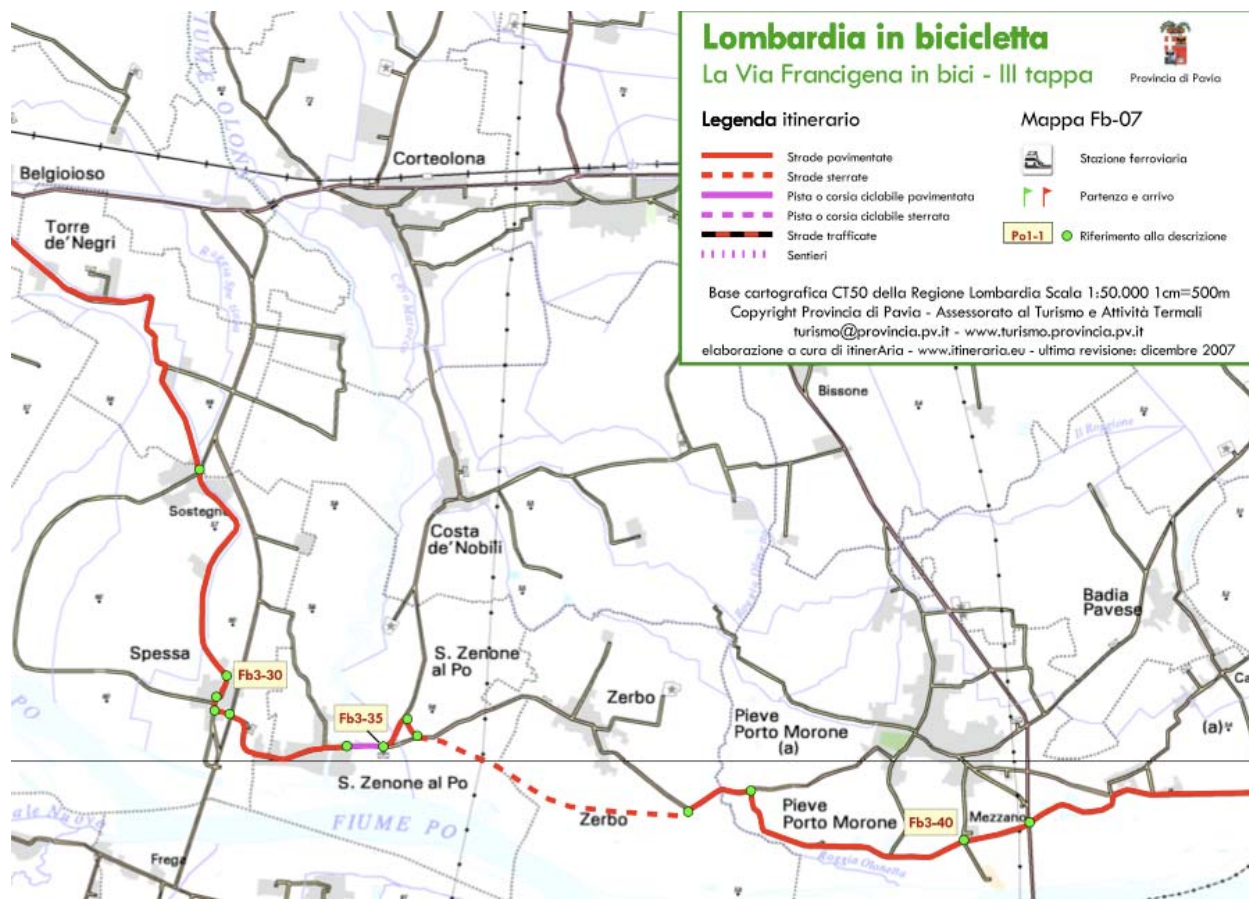 Lombardia in bicicletta
La Via Francigena in bici - III tappa
Provincia di Pavia
Legenda itinerario
Mappa Fb-07
Strade pavimentate
Strade sterrate
Pista o corsia ciclabile pavimentata
Pista o corsia ciclabile sterrata
Strade trafficate
Sentieri
Stazione ferroviaria
Partenza e arrivo
Po1-1
Riferimento alla descrizione
Base cartografica CT50 della Regione Lombardia Scala 1:50.000 1cm=500m
Copyright Provincia di Pavia - Assessorato al Turismo e Attività Termali
turismo@provincia.pv.it - www.turismo.provincia.pv.it
elaborazione a cura di itinerAria - www.itineraria.eu - ultima revisione: dicembre 2007
FIUME OLONA
Corteolona
Belgioioso
Torre
de'Negri
Bissone
Il Roggione
Sostegno
Costa
de'Nobili
Badia
Pavese
Spessa
Fb3-30
S. Zenone
al Po
Zerbo
Fb3-35
Pieve
Porto Morone
(a)
(a)
PO
S. Zenone al Po
Pieve
Porto Morone
Fb3-40
Mezzano
FIUME PO
Zerbo
Frega
Roggia Olonetta